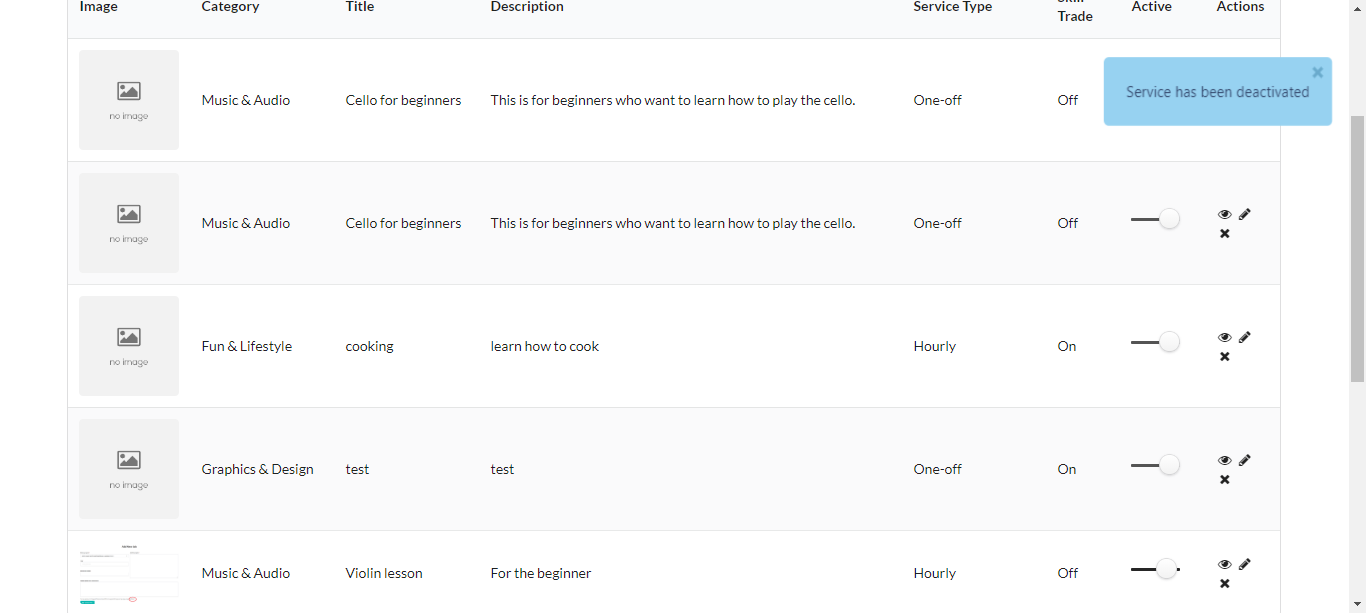 Image Category Title Description Service Type Skill Trade Active Actions
no image Music & Audio Cello for beginners This is for beginners who want to learn how to play the cello. One-off Off
Service has been deactivated
no image Music & Audio Cello for beginners This is for beginners who want to learn how to play the cello. One-off Off
no image Fun & Lifestyle cooking learn how to cook Hourly On
no image Graphics & Design test test One-off On
Music & Audio Violin lesson For the beginner Hourly Off